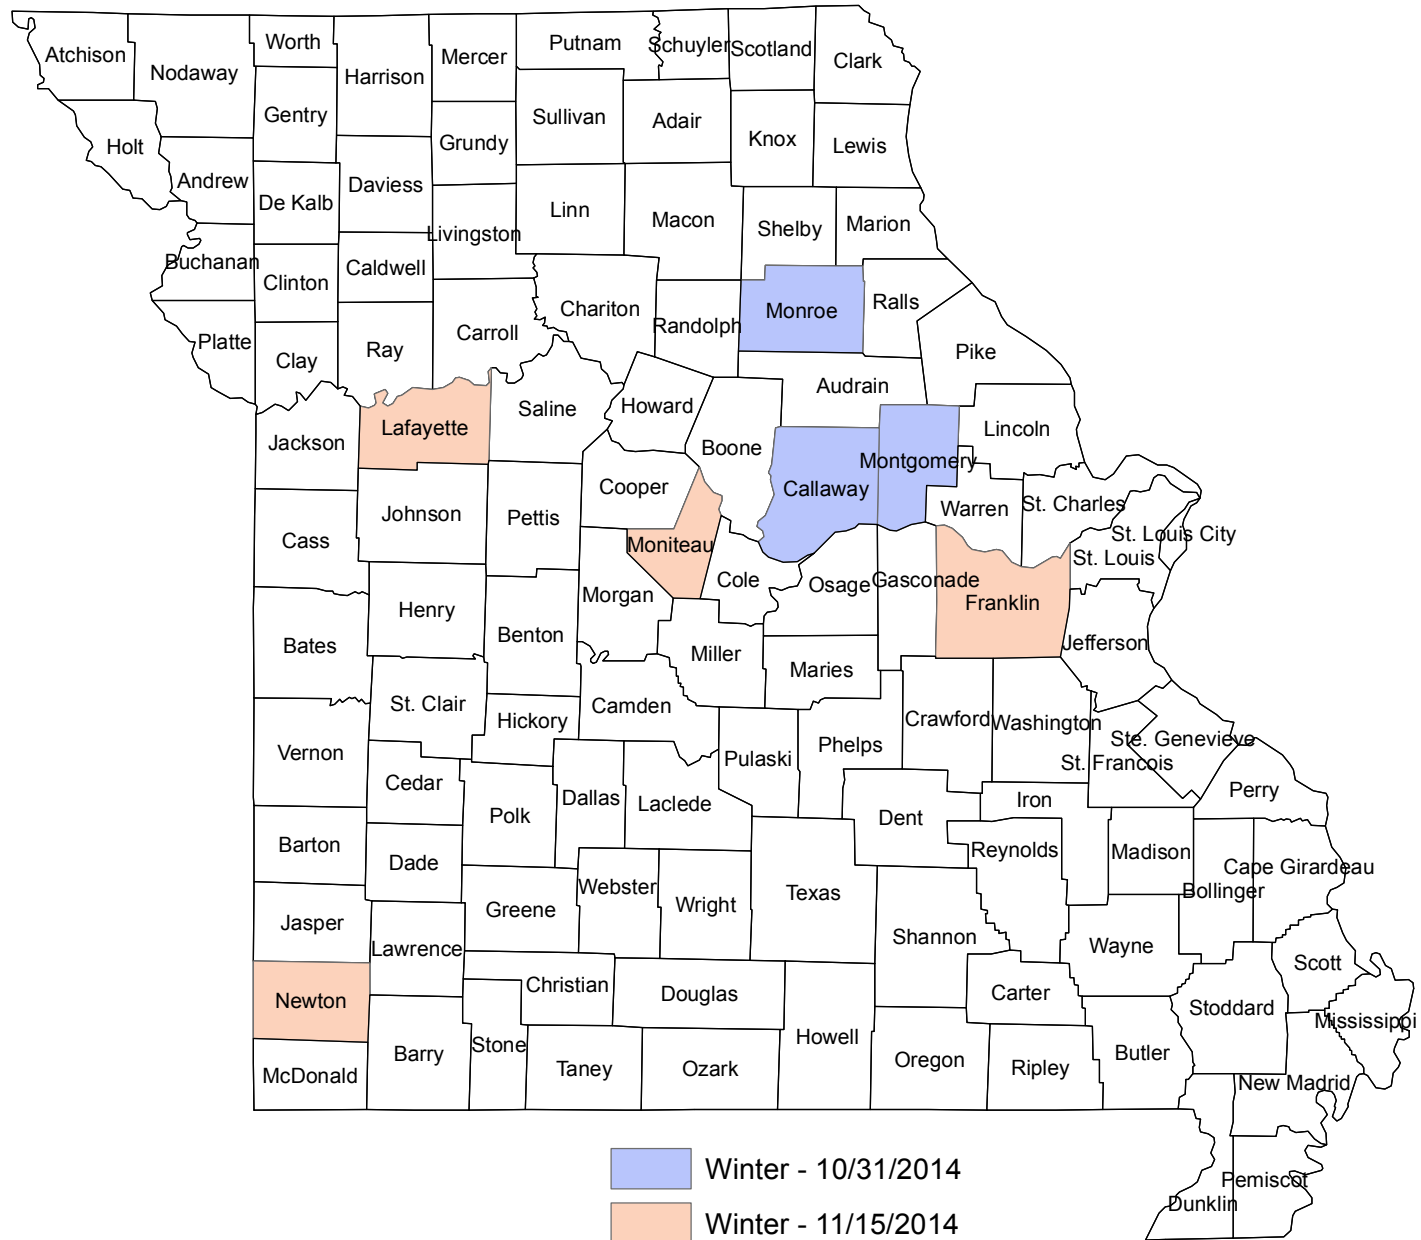 Atchison
Nodaway
Worth
Harrison
Mercer
Putnam
Schuyler
Scotland
Clark
Gentry
Sullivan
Adair
Knox
Lewis
Holt
Andrew
De Kalb
Daviess
Grundy
Linn
Macon
Shelby
Marion
Livingston
Buchanan
Clinton
Caldwell
Chariton
Randolph
Monroe
Ralls
Platte
Clay
Ray
Carroll
Pike
Audrain
Lafayette
Saline
Howard
Jackson
Boone
Lincoln
Montgomery
Callaway
Cooper
Johnson
Pettis
Warren
St. Charles
St. Louis City
St. Louis
Cass
Moniteau
Cole
Osage
Gasconade
Franklin
Morgan
Henry
Benton
Bates
Miller
Maries
Jefferson
St. Clair
Hickory
Camden
Crawford
Washington
Ste. Genevieve
St. Francois
Vernon
Pulaski
Phelps
Cedar
Polk
Dallas
Laclede
Dent
Iron
Perry
Barton
Dade
Reynolds
Madison
Cape Girardeau
Bollinger
Jasper
Greene
Webster
Wright
Texas
Lawrence
Shannon
Wayne
Scott
Newton
Christian
Douglas
Carter
Stoddard
Mississippi
McDonald
Barry
Stone
Taney
Ozark
Howell
Oregon
Ripley
Butler
New Madrid
Pemiscot
Dunklin
Winter - 10/31/2014
Winter - 11/15/2014